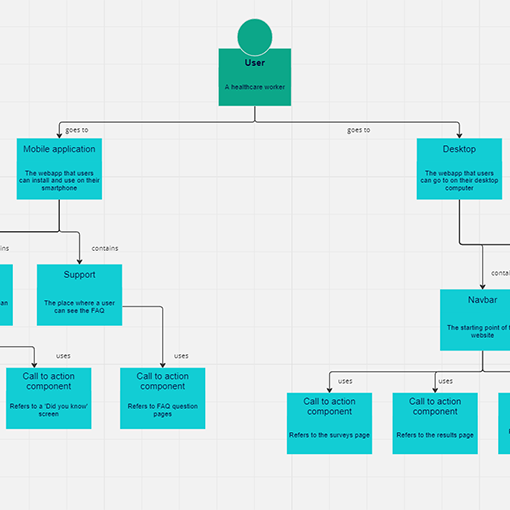 User
A healthcare worker
goes to
goes to
Mobile application
The webapp that users
can install and use on their
smartphone
Desktop
The webapp that users
can go to on their desktop
computer
contains
Support
The place where a user
can see the FAQ
Navbar
The starting point of
website
uses
uses
Call to action
component
Refers to a 'Did you know'
screen
Call to action
component
Refers to FAQ question
pages
uses
uses
Call to action
component
Refers to the surveys page
Call to action
component
Refers to the results page